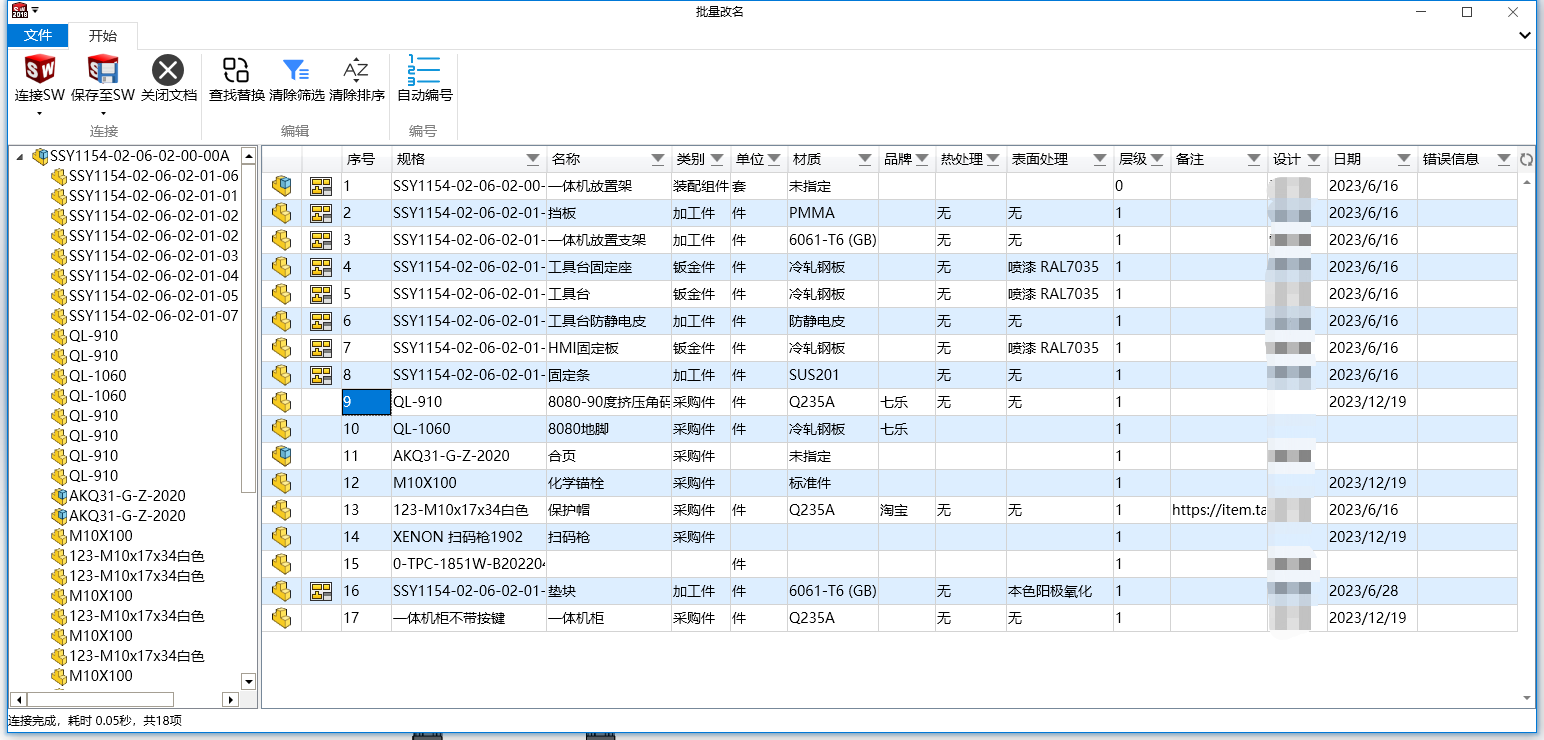 批量改名
文件 开始
连接SW 保存至SW 关闭文档 查找替换 清除筛选 清除排序 自动编号
连接 编辑 编号
SSY1154-02-06-02-00-00A
SSY1154-02-06-02-01-06
SSY1154-02-06-02-01-01
SSY1154-02-06-02-01-02
SSY1154-02-06-02-01-02
SSY1154-02-06-02-01-03
SSY1154-02-06-02-01-04
SSY1154-02-06-02-01-05
SSY1154-02-06-02-01-07
QL-910
QL-910
QL-1060
QL-1060
QL-910
QL-910
QL-910
QL-910
AKQ31-G-Z-2020
AKQ31-G-Z-2020
M10X100
123-M10x17x34白色
123-M10x17x34白色
M10X100
123-M10x17x34白色
M10X100
123-M10x17x34白色
M10X100
序号 规格 名称 类别 单位 材质 品牌 热处理 表面处理 层级 备注 设计 日期 错误信息
1 SSY1154-02-06-02-00- 一体机放置架 装配组件 套 未指定 0 2023/6/16
2 SSY1154-02-06-02-01- 挡板 加工件 件 PMMA 无 无 1 2023/6/16
3 SSY1154-02-06-02-01- 一体机放置支架 加工件 件 6061-T6 (GB) 无 无 1 2023/6/16
4 SSY1154-02-06-02-01- 工具台固定座 钣金件 件 冷轧钢板 无 喷漆 RAL7035 1 2023/6/16
5 SSY1154-02-06-02-01- 工具台 钣金件 件 冷轧钢板 无 喷漆 RAL7035 1 2023/6/16
6 SSY1154-02-06-02-01- 工具台防静电皮 加工件 件 防静电皮 无 无 1 2023/6/16
7 SSY1154-02-06-02-01- HMI固定板 钣金件 件 冷轧钢板 无 喷漆 RAL7035 1 2023/6/16
8 SSY1154-02-06-02-01- 固定条 加工件 件 SUS201 无 无 1 2023/6/16
9 QL-910 8080-90度挤压角码 采购件 件 Q235A 七乐 无 无 1 2023/12/19
10 QL-1060 8080地脚 采购件 件 冷轧钢板 七乐 1
11 AKQ31-G-Z-2020 合页 采购件 未指定 1
12 M10X100 化学锚栓 采购件 标准件 1 2023/12/19
13 123-M10x17x34白色 保护帽 采购件 件 Q235A 淘宝 无 无 1 https://item.ta 2023/6/16
14 XENON 扫码枪1902 扫码枪 采购件 1 2023/12/19
15 0-TPC-1851W-B20220 件 1
16 SSY1154-02-06-02-01- 垫块 加工件 件 6061-T6 (GB) 无 本色阳极氧化 1 2023/6/28
17 一体机柜不带按键 一体机柜 采购件 件 Q235A 无 无 1 2023/12/19
连接完成，耗时 0.05秒，共18项